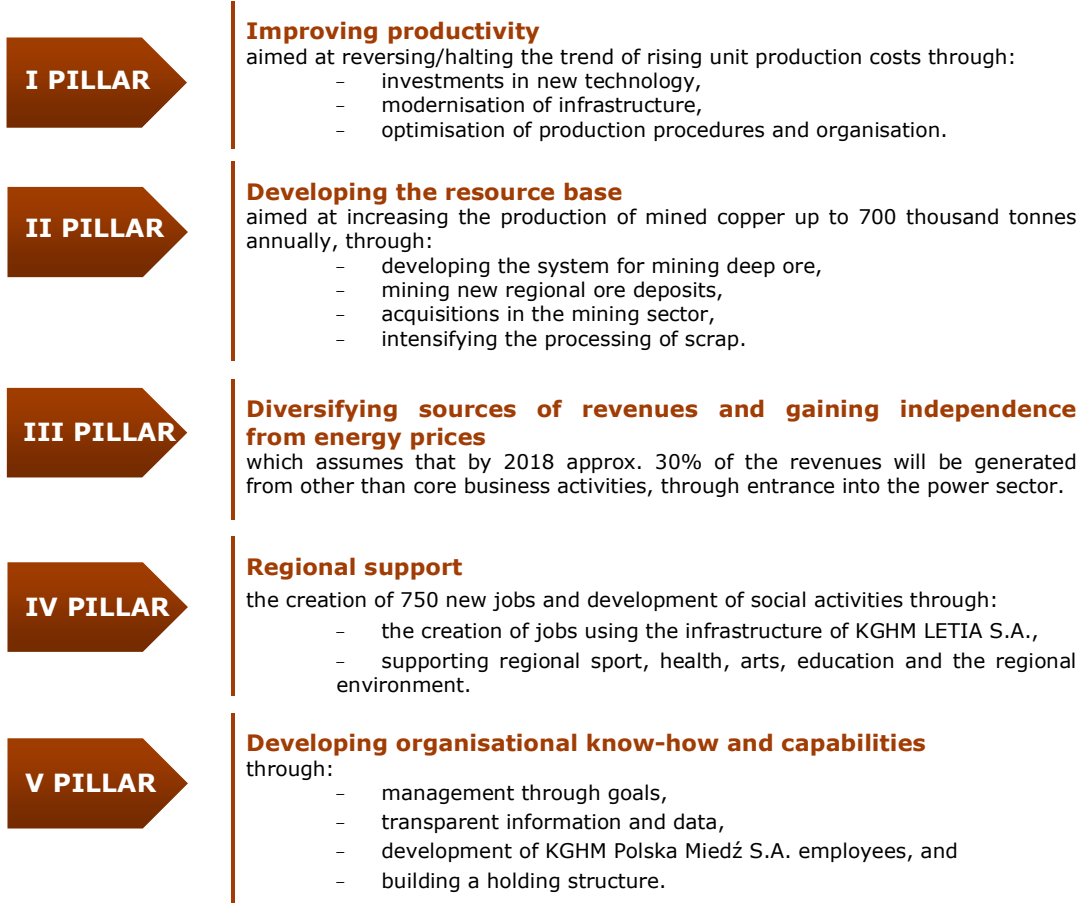 I PILLAR
Improving productivity
aimed at reversing/halting the trend of rising unit production costs through:
– investments in new technology,
– modernisation of infrastructure,
– optimisation of production procedures and organisation.
II PILLAR
Developing the resource base
aimed at increasing the production of mined copper up to 700 thousand tonnes
annually, through:
– developing the system for mining deep ore,
– mining new regional ore deposits,
– acquisitions in the mining sector,
– intensifying the processing of scrap.
III PILLAR
Diversifying sources of revenues and gaining independence
from energy prices
which assumes that by 2018 approx. 30% of the revenues will be generated
from other than core business activities, through entrance into the power sector.
IV PILLAR
Regional support
the creation of 750 new jobs and development of social activities through:
– the creation of jobs using the infrastructure of KGHM LETIA S.A.,
– supporting regional sport, health, arts, education and the regional
environment.
V PILLAR
Developing organisational know-how and capabilities
through:
– management through goals,
– transparent information and data,
– development of KGHM Polska Miedź S.A. employees, and
– building a holding structure.